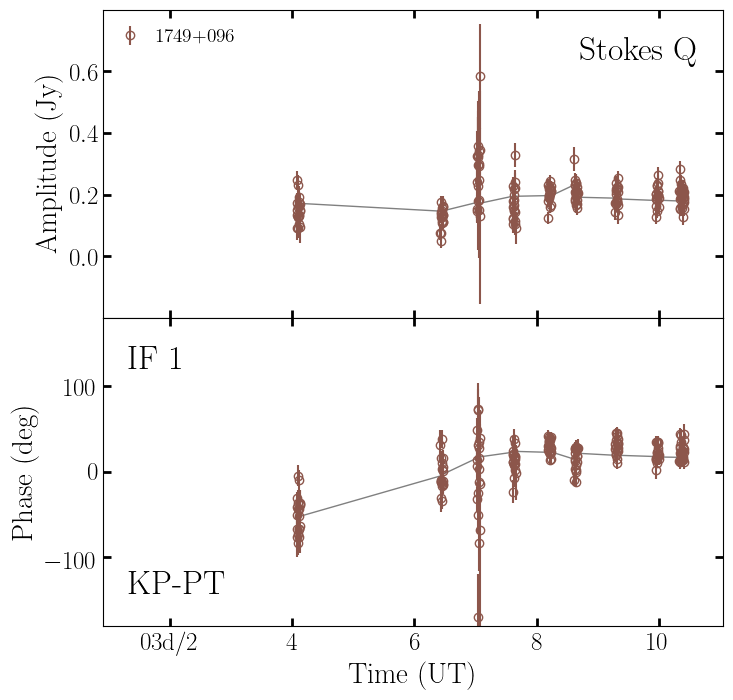 1749+096
Stokes Q
Amplitude (Jy)
0.6
0.4
0.2
0.0
IF 1
Phase (deg)
100
0
−100
KP-PT
03d/2
4
6
8
10
Time (UT)